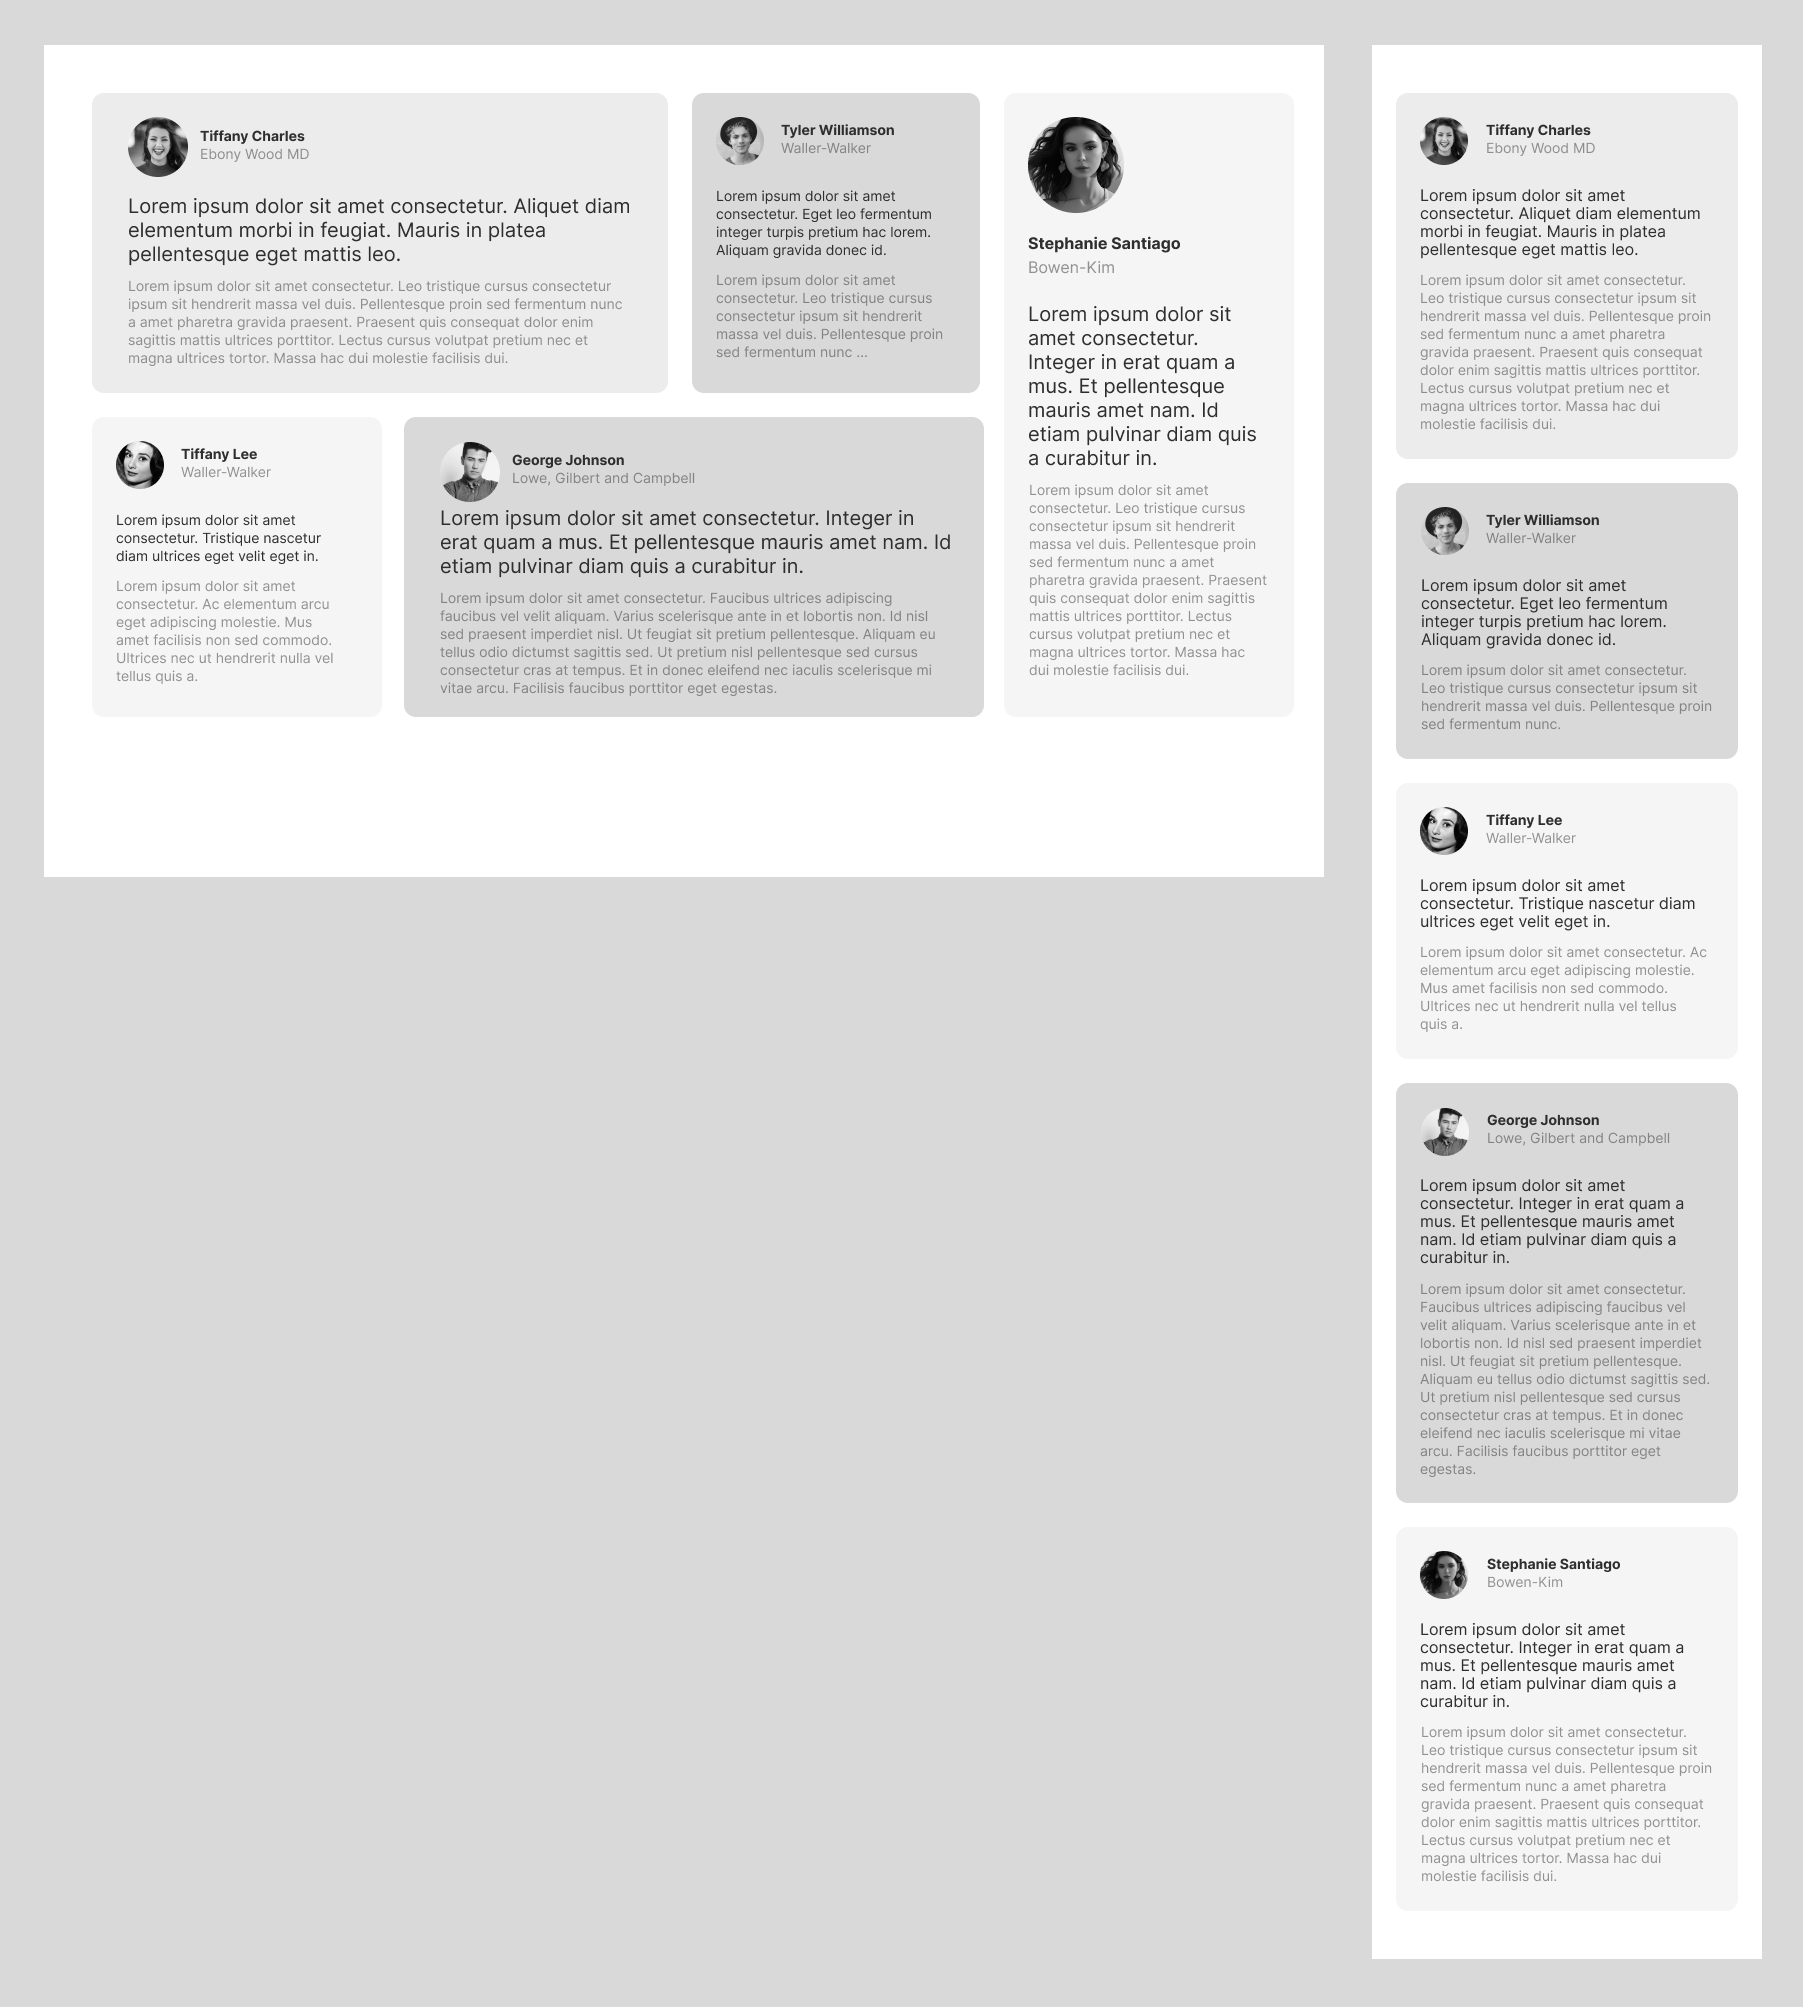 Tiffany Charles
Ebony Wood MD
Lorem ipsum dolor sit amet consectetur. Aliquet diam
elementum morbi in feugiat. Mauris in platea
pellentesque eget mattis leo.
Lorem ipsum dolor sit amet consectetur. Leo tristique cursus consectetur
ipsum sit hendrerit massa vel duis. Pellentesque proin sed fermentum nunc
a amet pharetra gravida praesent. Praesent quis consequat dolor enim
sagittis mattis ultrices porttitor. Lectus cursus volutpat pretium nec et
magna ultrices tortor. Massa hac dui molestie facilisis dui.
Tyler Williamson
Waller-Walker
Lorem ipsum dolor sit amet
consectetur. Eget leo fermentum
integer turpis pretium hac lorem.
Aliquam gravida donec id.
Lorem ipsum dolor sit amet
consectetur. Leo tristique cursus
consectetur ipsum sit hendrerit
massa vel duis. Pellentesque proin
sed fermentum nunc ...
Stephanie Santiago
Bowen-Kim
Lorem ipsum dolor sit
amet consectetur.
Integer in erat quam a
mus. Et pellentesque
mauris amet nam. Id
etiam pulvinar diam quis
a curabitur in.
Lorem ipsum dolor sit amet
consectetur. Leo tristique cursus
consectetur ipsum sit hendrerit
massa vel duis. Pellentesque proin
sed fermentum nunc a amet
pharetra gravida praesent. Praesent
quis consequat dolor enim sagittis
mattis ultrices porttitor. Lectus
cursus volutpat pretium nec et
magna ultrices tortor. Massa hac
dui molestie facilisis dui.
Tiffany Lee
Waller-Walker
Lorem ipsum dolor sit amet
consectetur. Tristique nascetur
diam ultrices eget velit eget in.
Lorem ipsum dolor sit amet
consectetur. Ac elementum arcu
eget adipiscing molestie. Mus
amet facilisis non sed commodo.
Ultrices nec ut hendrerit nulla vel
tellus quis a.
George Johnson
Lowe, Gilbert and Campbell
Lorem ipsum dolor sit amet consectetur. Integer in
erat quam a mus. Et pellentesque mauris amet nam. Id
etiam pulvinar diam quis a curabitur in.
Lorem ipsum dolor sit amet consectetur. Faucibus ultrices adipiscing
faucibus vel velit aliquam. Varius scelerisque ante in et lobortis non. Id nisl
sed praesent imperdiet nisl. Ut feugiat sit pretium pellentesque. Aliquam eu
tellus odio dictumst sagittis sed. Ut pretium nisl pellentesque sed cursus
consectetur cras at tempus. Et in donec eleifend nec iaculis scelerisque mi
vitae arcu. Facilisis faucibus porttitor eget egestas.
Tiffany Charles
Ebony Wood MD
Lorem ipsum dolor sit amet
consectetur. Aliquet diam elementum
morbi in feugiat. Mauris in platea
pellentesque eget mattis leo.
Lorem ipsum dolor sit amet consectetur.
Leo tristique cursus consectetur ipsum sit
hendrerit massa vel duis. Pellentesque proin
sed fermentum nunc a amet pharetra
gravida praesent. Praesent quis consequat
dolor enim sagittis mattis ultrices porttitor.
Lectus cursus volutpat pretium nec et
magna ultrices tortor. Massa hac dui
molestie facilisis dui.
Tyler Williamson
Waller-Walker
Lorem ipsum dolor sit amet
consectetur. Eget leo fermentum
integer turpis pretium hac lorem.
Aliquam gravida donec id.
Lorem ipsum dolor sit amet consectetur.
Leo tristique cursus consectetur ipsum sit
hendrerit massa vel duis. Pellentesque proin
sed fermentum nunc.
Tiffany Lee
Waller-Walker
Lorem ipsum dolor sit amet
consectetur. Tristique nascetur diam
ultrices eget velit eget in.
Lorem ipsum dolor sit amet consectetur. Ac
elementum arcu eget adipiscing molestie.
Mus amet facilisis non sed commodo.
Ultrices nec ut hendrerit nulla vel tellus
quis a.
George Johnson
Lowe, Gilbert and Campbell
Lorem ipsum dolor sit amet
consectetur. Integer in erat quam a
mus. Et pellentesque mauris amet
nam. Id etiam pulvinar diam quis a
curabitur in.
Lorem ipsum dolor sit amet consectetur.
Faucibus ultrices adipiscing faucibus vel
velit aliquam. Varius scelerisque ante in et
lobortis non. Id nisl sed praesent imperdiet
nisl. Ut feugiat sit pretium pellentesque.
Aliquam eu tellus odio dictumst sagittis sed.
Ut pretium nisl pellentesque sed cursus
consectetur cras at tempus. Et in donec
eleifend nec iaculis scelerisque mi vitae
arcu. Facilisis faucibus porttitor eget
egestas.
Stephanie Santiago
Bowen-Kim
Lorem ipsum dolor sit amet
consectetur. Integer in erat quam a
mus. Et pellentesque mauris amet
nam. Id etiam pulvinar diam quis a
curabitur in.
Lorem ipsum dolor sit amet consectetur.
Leo tristique cursus consectetur ipsum sit
hendrerit massa vel duis. Pellentesque proin
sed fermentum nunc a amet pharetra
gravida praesent. Praesent quis consequat
dolor enim sagittis mattis ultrices porttitor.
Lectus cursus volutpat pretium nec et
magna ultrices tortor. Massa hac dui
molestie facilisis dui.